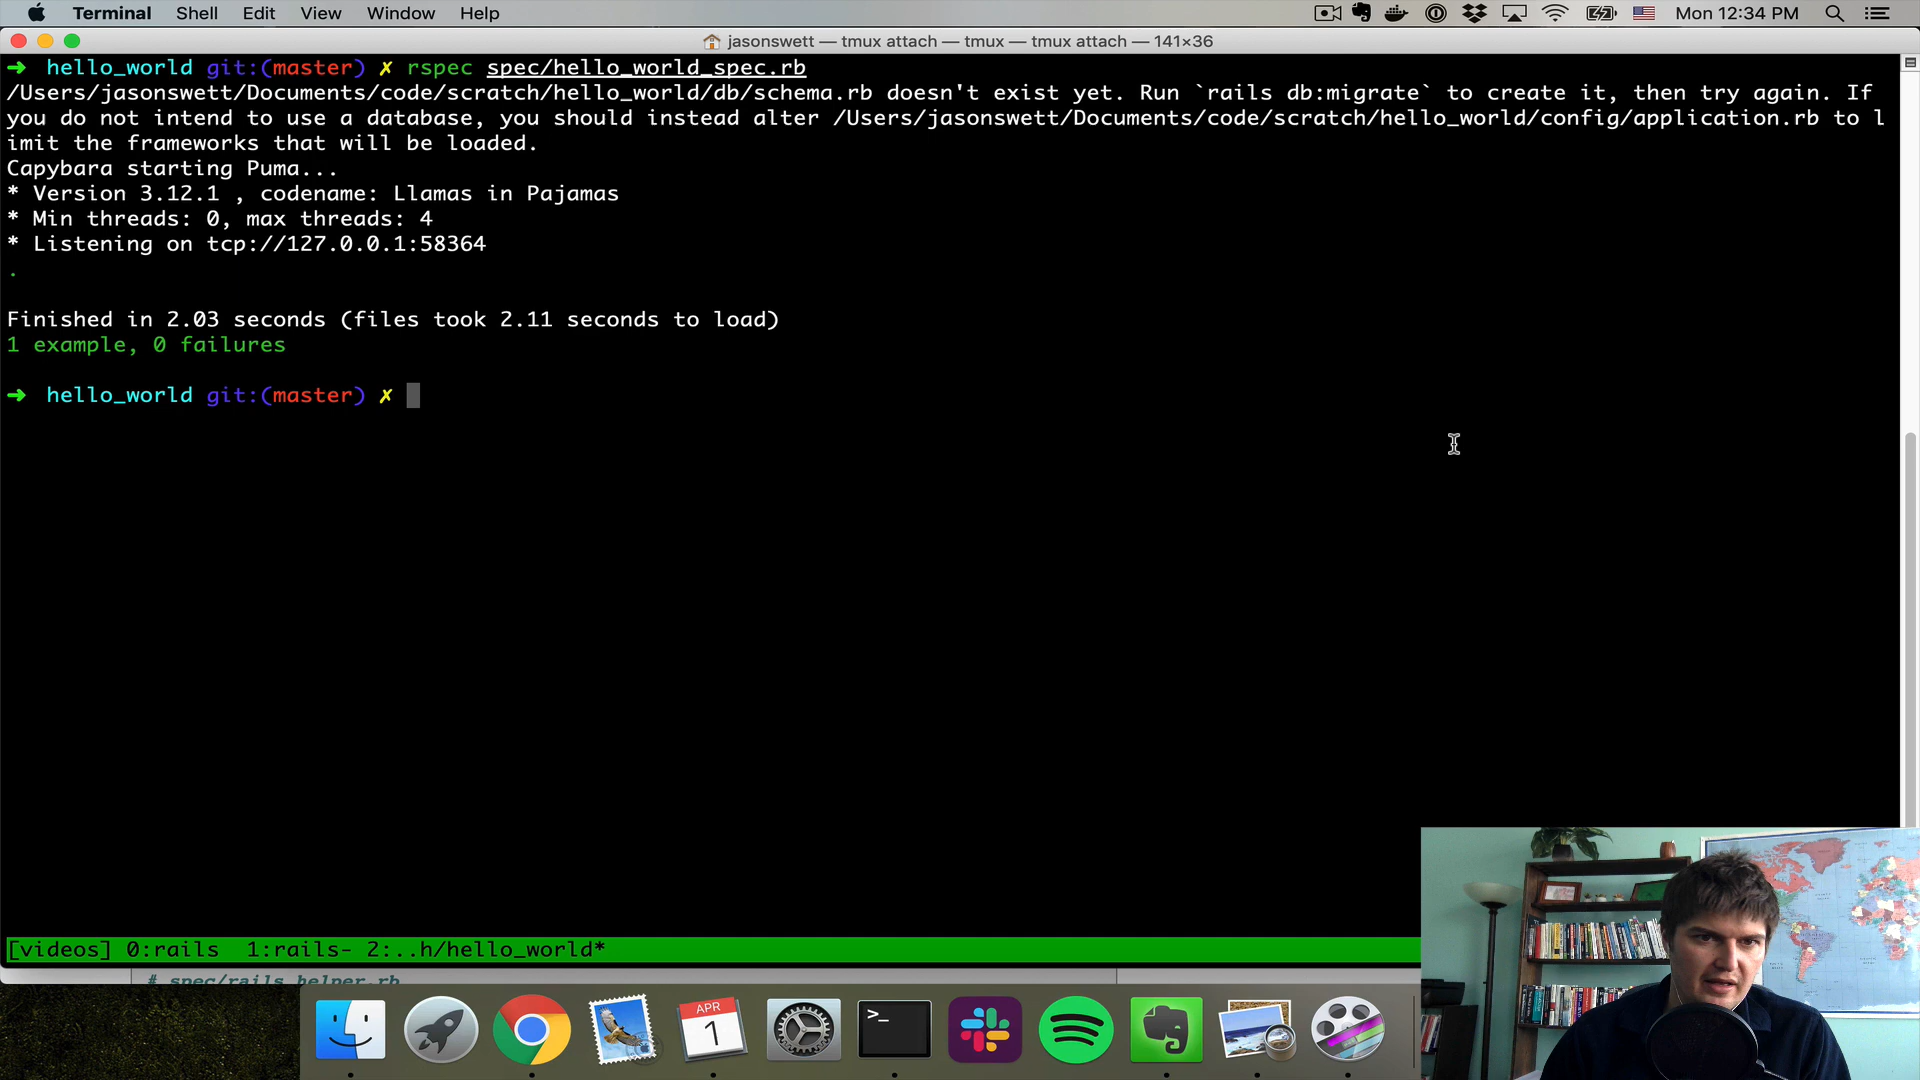 Terminal Shell Edit View Window Help Mon 12:34 PM
jasonswett — tmux attach — tmux — tmux attach — 141×36
➜ hello_world git:(master) ✗ rspec spec/hello_world_spec.rb
/Users/jasonswett/Documents/code/scratch/hello_world/db/schema.rb doesn't exist yet. Run `rails db:migrate` to create it, then try again. If
you do not intend to use a database, you should instead alter /Users/jasonswett/Documents/code/scratch/hello_world/config/application.rb to l
imit the frameworks that will be loaded.
Capybara starting Puma...
* Version 3.12.1 , codename: Llamas in Pajamas
* Min threads: 0, max threads: 4
* Listening on tcp://127.0.0.1:58364
.
Finished in 2.03 seconds (files took 2.11 seconds to load)
1 example, 0 failures
➜ hello_world git:(master) ✗
[videos] 0:rails 1:rails- 2:..h/hello_world*
# spec/rails_helper.rb
APR
1
>_